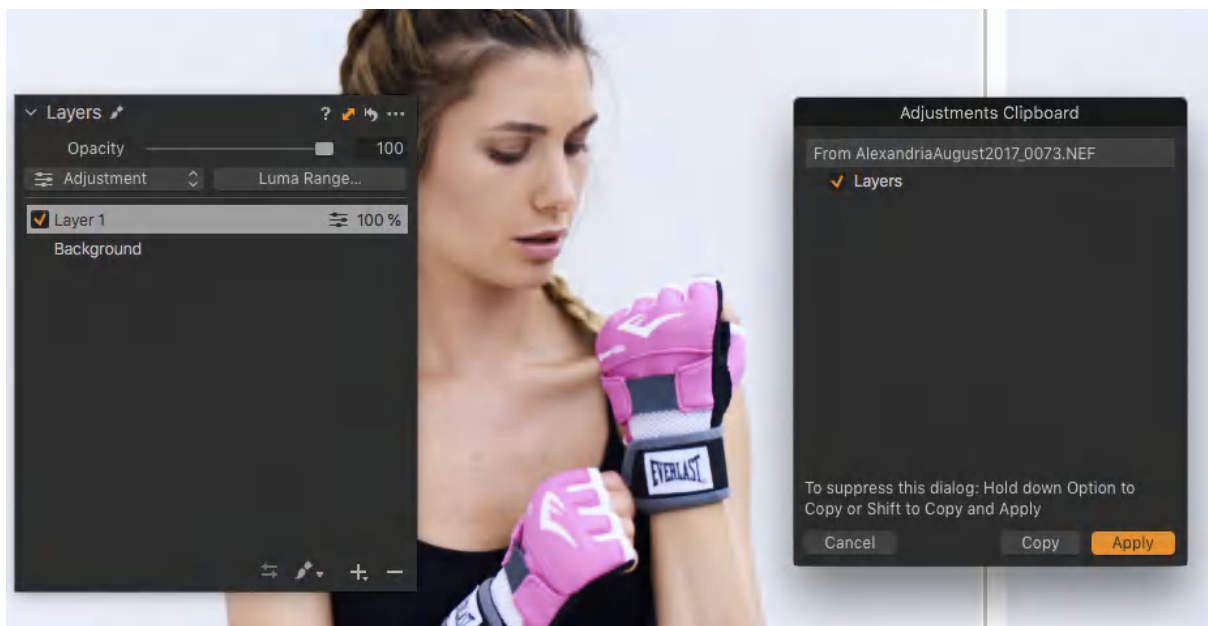 Layers
?
Opacity 100
Adjustment Luma Range...
Layer 1 100 %
Background
Adjustments Clipboard
From AlexandriaAugust2017_0073.NEF
Layers
To suppress this dialog: Hold down Option to
Copy or Shift to Copy and Apply
Cancel Copy Apply
EVERLAST